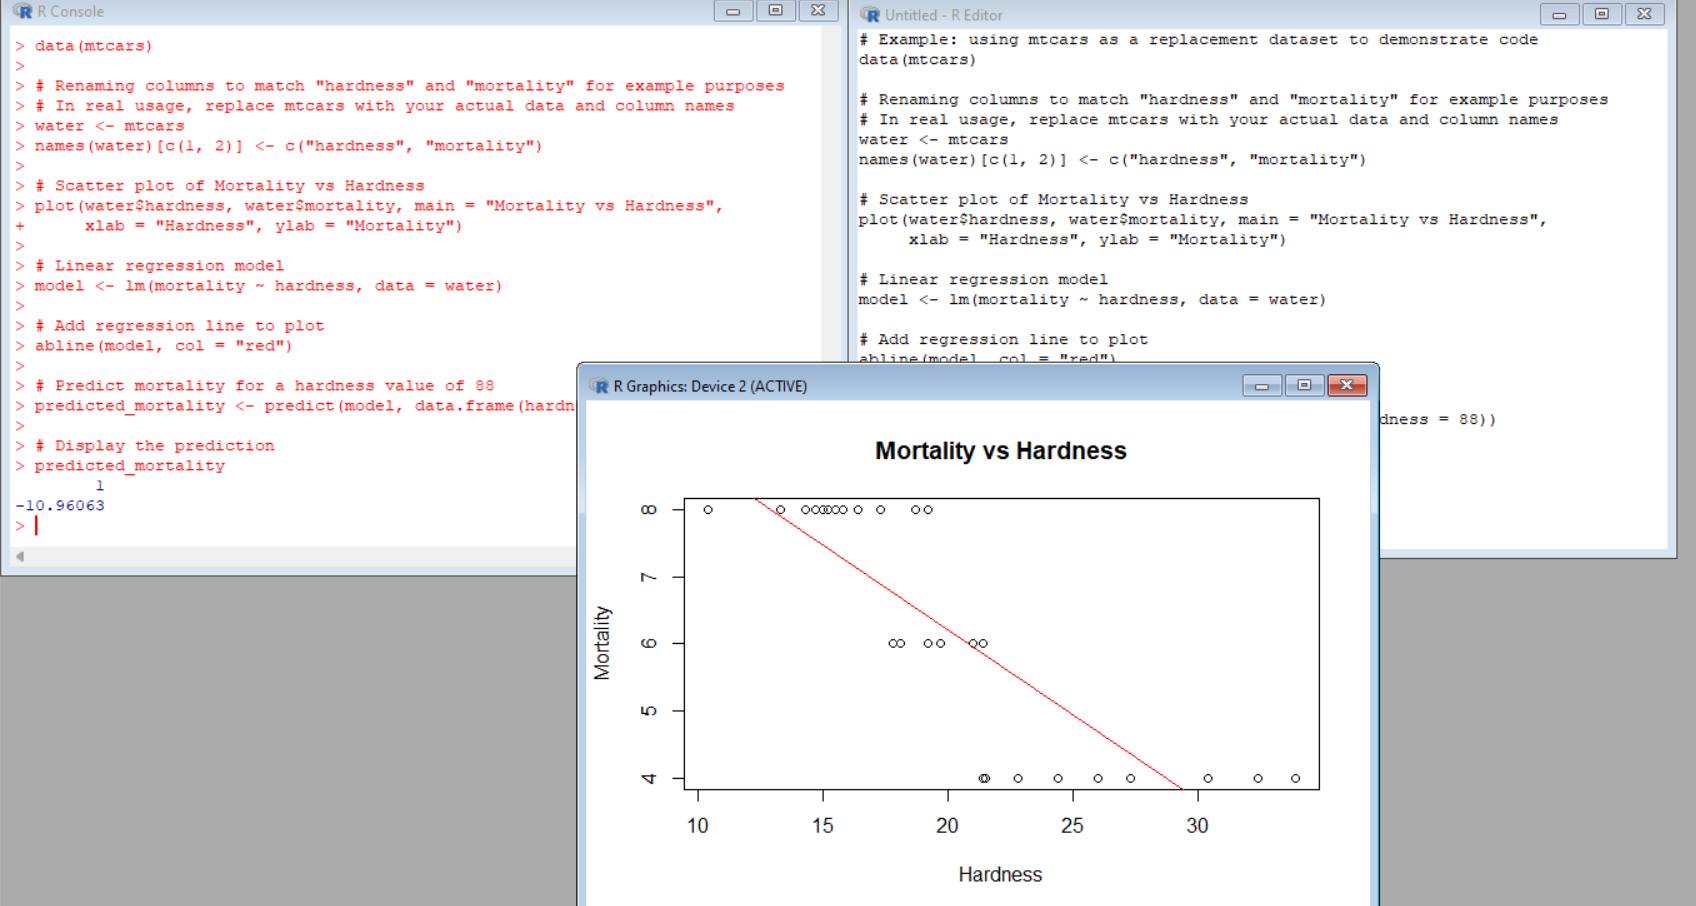 R Console
> data(mtcars)
>
> # Renaming columns to match "hardness" and "mortality" for example purposes
> # In real usage, replace mtcars with your actual data and column names
> water <- mtcars
> names(water)[c(1, 2)] <- c("hardness", "mortality")
>
> # Scatter plot of Mortality vs Hardness
> plot(water$hardness, water$mortality, main = "Mortality vs Hardness",
+      xlab = "Hardness", ylab = "Mortality")
>
> # Linear regression model
> model <- lm(mortality ~ hardness, data = water)
>
> # Add regression line to plot
> abline(model, col = "red")
>
> # Predict mortality for a hardness value of 88
> predicted_mortality <- predict(model, data.frame(hardn
>
> # Display the prediction
> predicted_mortality
        1
-10.96063
>
Untitled - R Editor
# Example: using mtcars as a replacement dataset to demonstrate code
data(mtcars)
# Renaming columns to match "hardness" and "mortality" for example purposes
# In real usage, replace mtcars with your actual data and column names
water <- mtcars
names(water)[c(1, 2)] <- c("hardness", "mortality")
# Scatter plot of Mortality vs Hardness
plot(water$hardness, water$mortality, main = "Mortality vs Hardness",
     xlab = "Hardness", ylab = "Mortality")
# Linear regression model
model <- lm(mortality ~ hardness, data = water)
# Add regression line to plot
abline(model, col = "red")
dness = 88))
R Graphics: Device 2 (ACTIVE)
Mortality vs Hardness
8
7
6
5
4
Mortality
10 15 20 25 30
Hardness